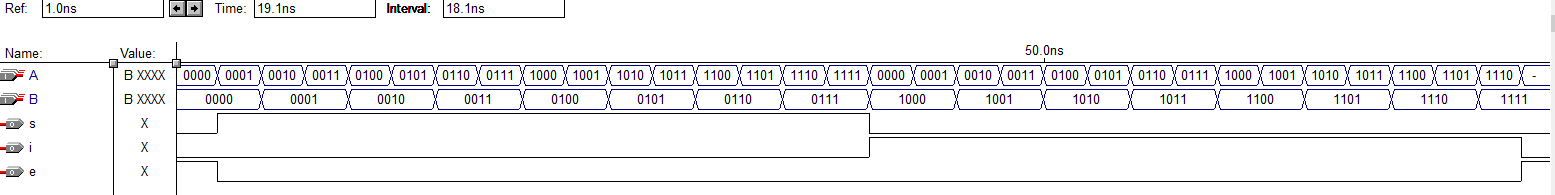 Ref: 1.0ns Time: 19.1ns Interval: 18.1ns
50.0ns
Name: Value:
A B XXXX 0000 0001 0010 0011 0100 0101 0110 0111 1000 1001 1010 1011 1100 1101 1110 1111 0000 0001 0010 0011 0100 0101 0110 0111 1000 1001 1010 1011 1100 1101 1110 -
B B XXXX 0000 0001 0010 0011 0100 0101 0110 0111 1000 1001 1010 1011 1100 1101 1110 1111
s X
i X
e X